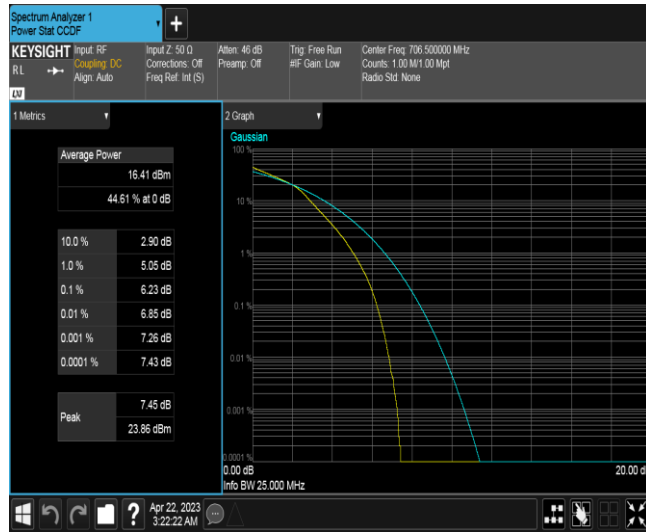 Spectrum Analyzer 1
Power Stat CCDF
+
KEYSIGHT
RL
LXI
Input: RF
Coupling: DC
Align: Auto
Input Z: 50 Ω
Corrections: Off
Freq Ref: Int (S)
Atten: 46 dB
Preamp: Off
Trig: Free Run
#IF Gain: Low
Center Freq: 706.500000 MHz
Counts: 1.00 M/1.00 Mpt
Radio Std: None
1 Metrics
Average Power
16.41 dBm
44.61 % at 0 dB
10.0 % 2.90 dB
1.0 % 5.05 dB
0.1 % 6.23 dB
0.01 % 6.85 dB
0.001 % 7.26 dB
0.0001 % 7.43 dB
Peak 7.45 dB
23.86 dBm
2 Graph
Gaussian
100 %
10 %
1 %
0.1 %
0.01 %
0.001 %
0.0001 %
0.00 dB 20.00 d
Info BW 25.000 MHz
?
Apr 22, 2023
3:22:22 AM